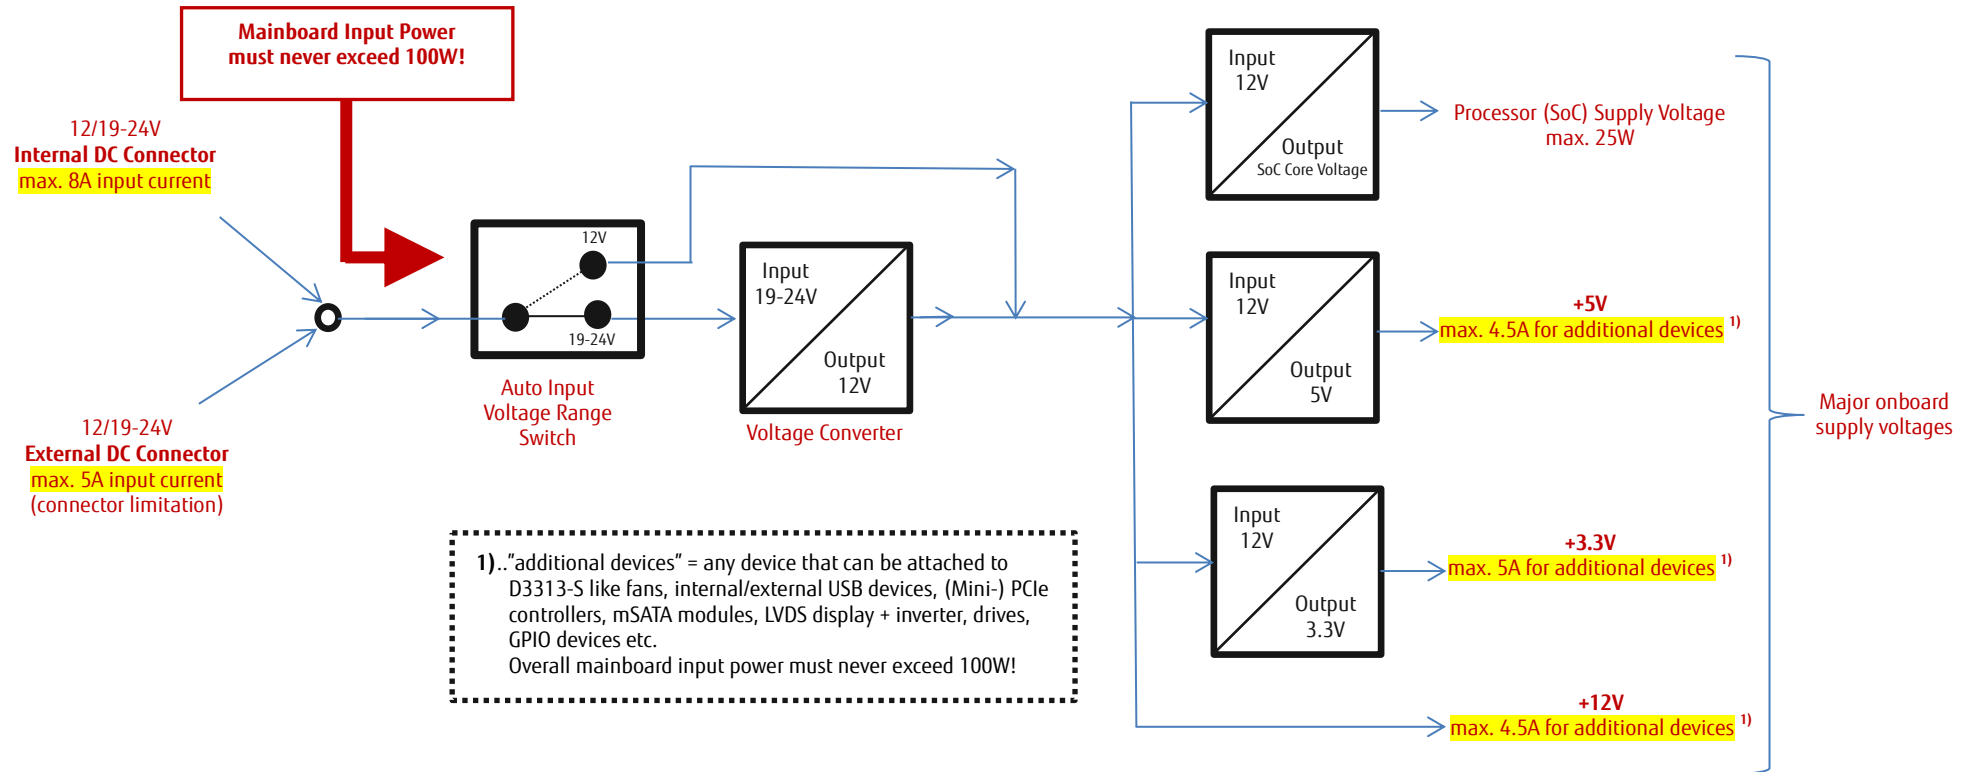 Mainboard Input Power
must never exceed 100W!
12/19-24V
Internal DC Connector
max. 8A input current
12/19-24V
External DC Connector
max. 5A input current
(connector limitation)
12V
19-24V
Auto Input
Voltage Range
Switch
Input
19-24V
Output
12V
Voltage Converter
Input
12V
Output
SoC Core Voltage
Processor (SoC) Supply Voltage
max. 25W
Input
12V
Output
5V
+5V
max. 4.5A for additional devices 1)
Input
12V
Output
3.3V
+3.3V
max. 5A for additional devices 1)
+12V
max. 4.5A for additional devices 1)
Major onboard
supply voltages
1)..”additional devices” = any device that can be attached to
D3313-S like fans, internal/external USB devices, (Mini-) PCIe
controllers, mSATA modules, LVDS display + inverter, drives,
GPIO devices etc.
Overall mainboard input power must never exceed 100W!